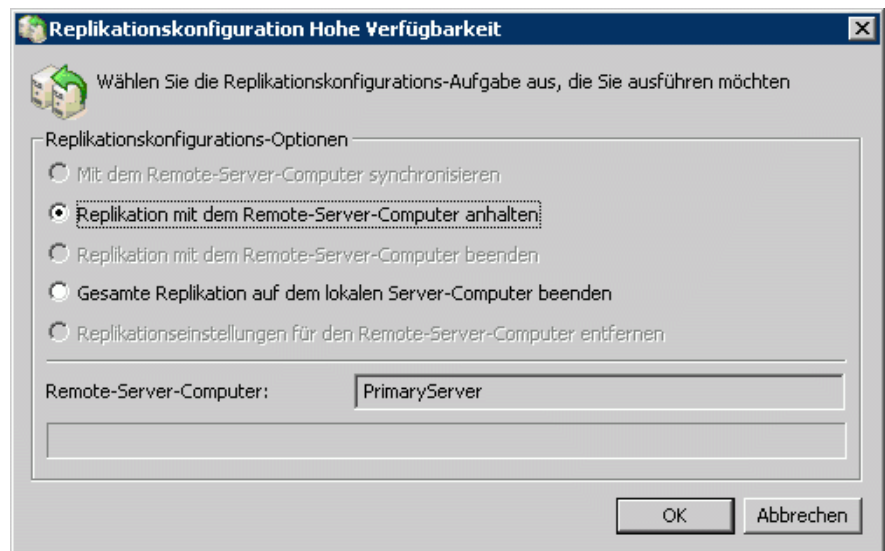 Replikationskonfiguration Hohe Verfügbarkeit
Wählen Sie die Replikationskonfigurations-Aufgabe aus, die Sie ausführen möchten
Replikationskonfigurations-Optionen
Mit dem Remote-Server-Computer synchronisieren
Replikation mit dem Remote-Server-Computer anhalten
Replikation mit dem Remote-Server-Computer beenden
Gesamte Replikation auf dem lokalen Server-Computer beenden
Replikationseinstellungen für den Remote-Server-Computer entfernen
Remote-Server-Computer: PrimaryServer
OK Abbrechen